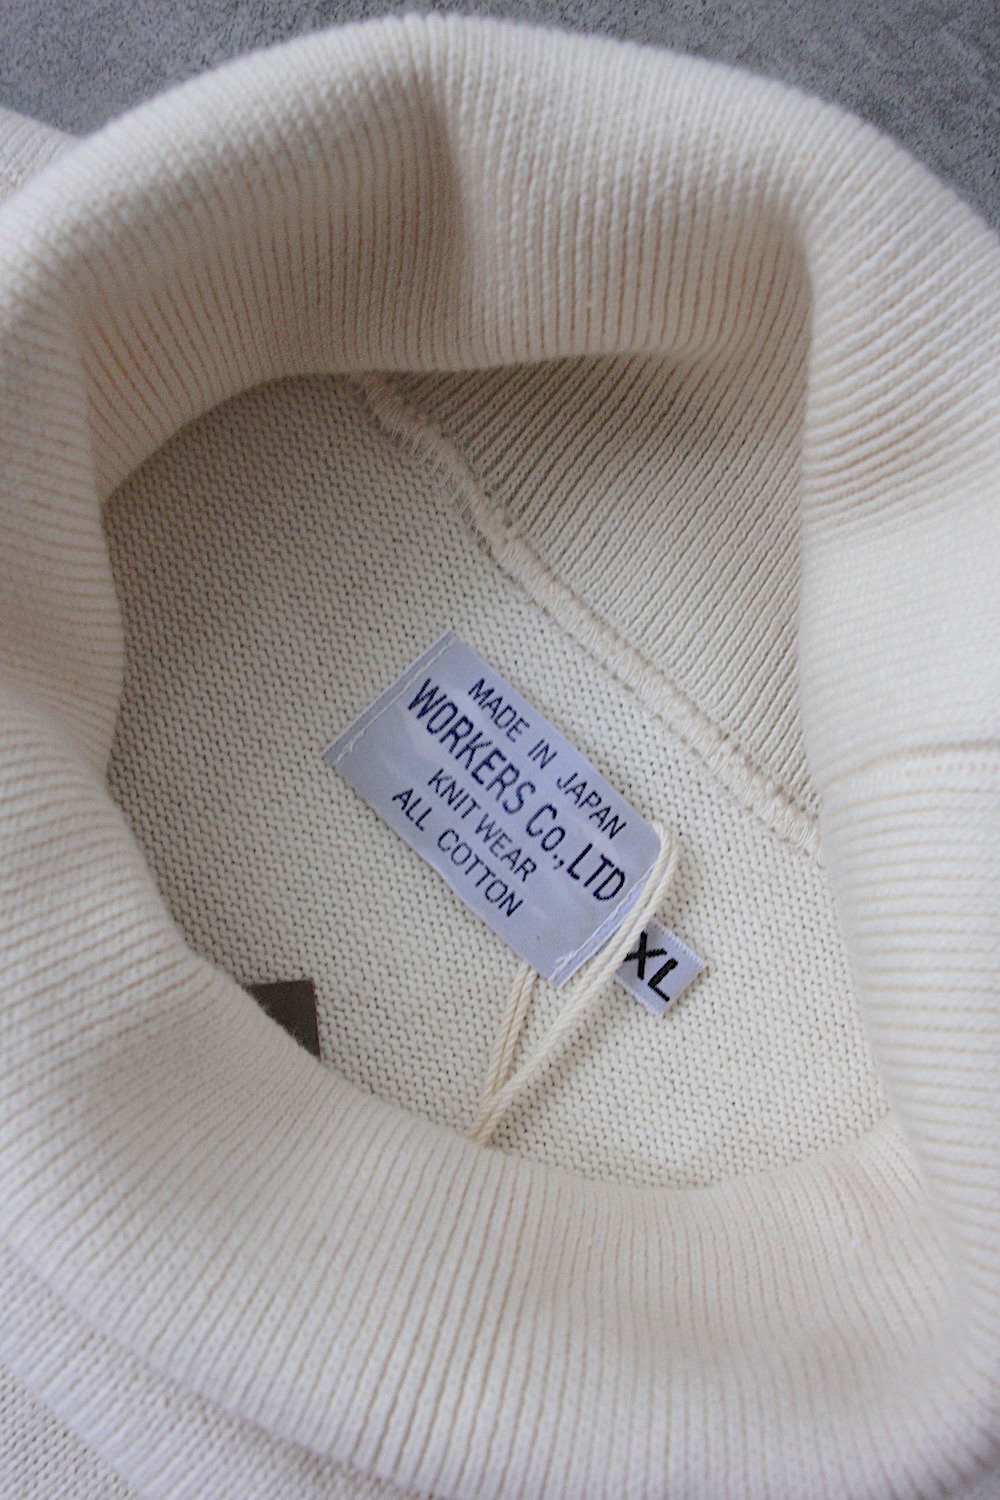 MADE IN JAPAN
WORKERS Co.,LTD
KNIT WEAR
ALL COTTON
XL